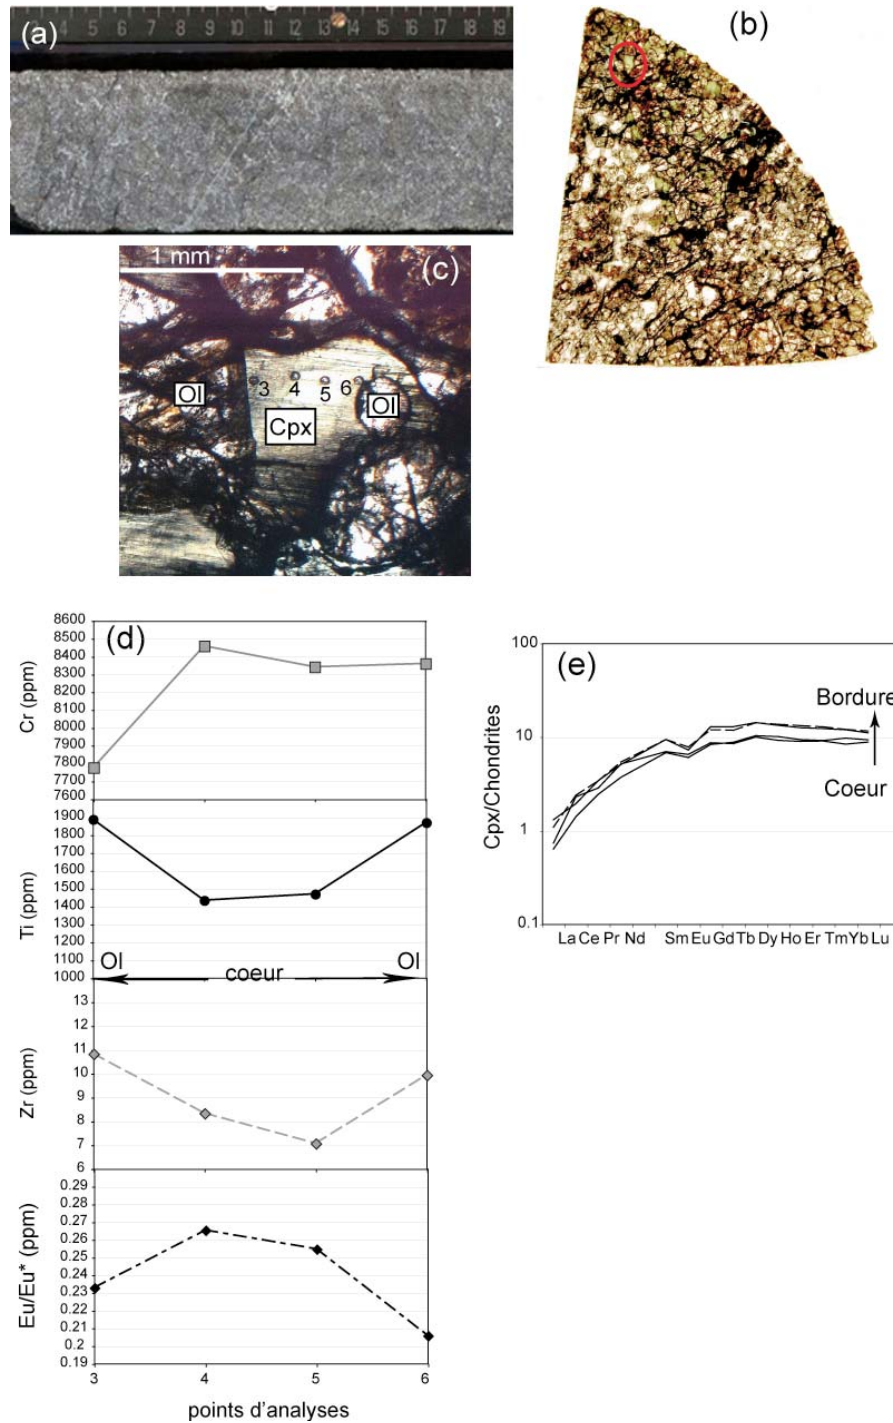 (a)
5 6 7 8 9 10 11 12 13 14 15 16 17 18 19
(b)
1 mm
(c)
Ol
3 4 5 6
Ol
Cpx
(d)
8600
8500
8400
8300
8200
8100
8000
7900
7800
7700
7600
Cr (ppm)
1900
1800
1700
1600
1500
1400
1300
1200
1100
1000
Ti (ppm)
Ol
coeur
Ol
13
12
11
10
9
8
7
6
Zr (ppm)
0.29
0.28
0.27
0.26
0.25
0.24
0.23
0.22
0.21
0.2
0.19
Eu/Eu* (ppm)
3 4 5 6
points d'analyses
(e)
100
10
1
0.1
Cpx/Chondrites
Bordure
Coeur
La Ce Pr Nd Sm Eu Gd Tb Dy Ho Er Tm Yb Lu